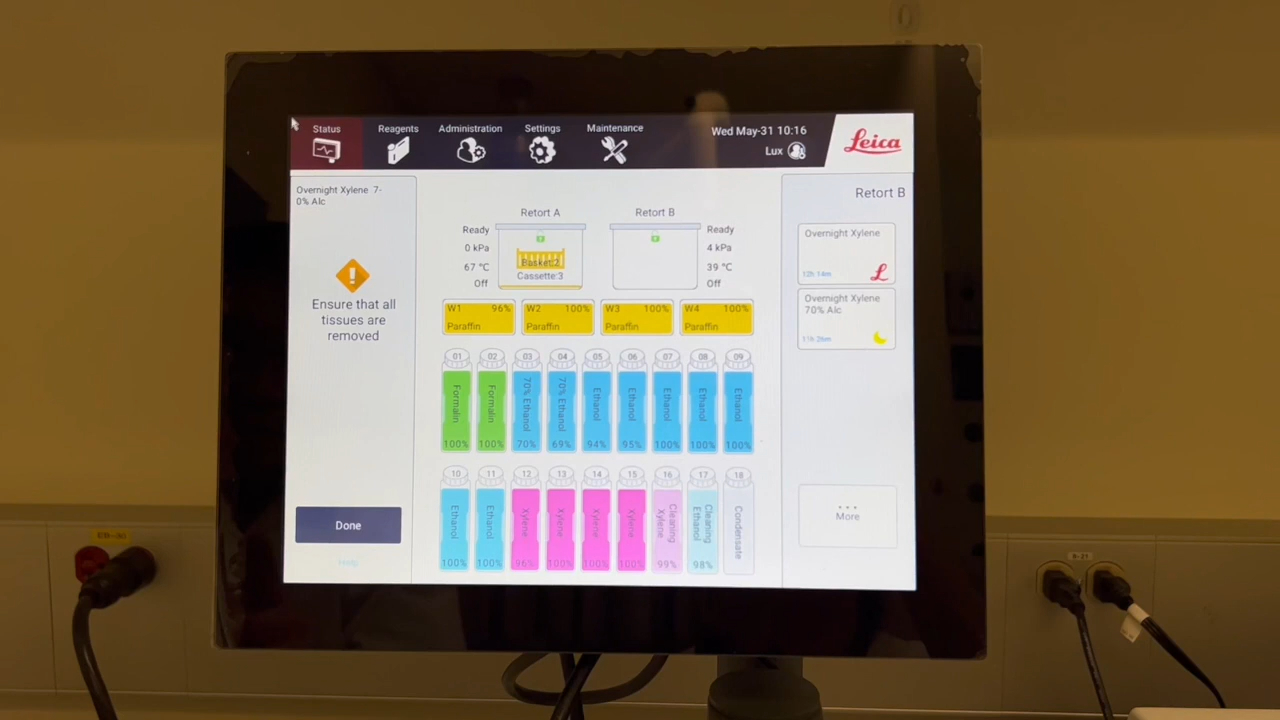 Status
Reagents
Administration
Settings
Maintenance
Wed May-31 10:16
Lux
Leica
Overnight Xylene 7-
0% Alc
Ensure that all
tissues are
removed
Done
Retort A
Retort B
Ready
0 kPa
67 °C
Off
Basket:2
Cassette:3
Ready
4 kPa
39 °C
Off
W1 96%
Paraffin
W2 100%
Paraffin
W3 100%
Paraffin
W4 100%
Paraffin
01 02 03 04 05 06 07 08 09
Formalin Formalin 70% Ethanol 70% Ethanol Ethanol Ethanol Ethanol Ethanol Ethanol
100% 100% 70% 69% 94% 95% 100% 100% 100%
10 11 12 13 14 15 16 17 18
Ethanol Ethanol Xylene Xylene Xylene Xylene Cleaning Xylene Cleaning Ethanol Condensate
100% 100% 96% 100% 100% 100% 99% 98%
Retort B
Overnight Xylene
12h 14m
Overnight Xylene
70% Alc
11h 26m
More